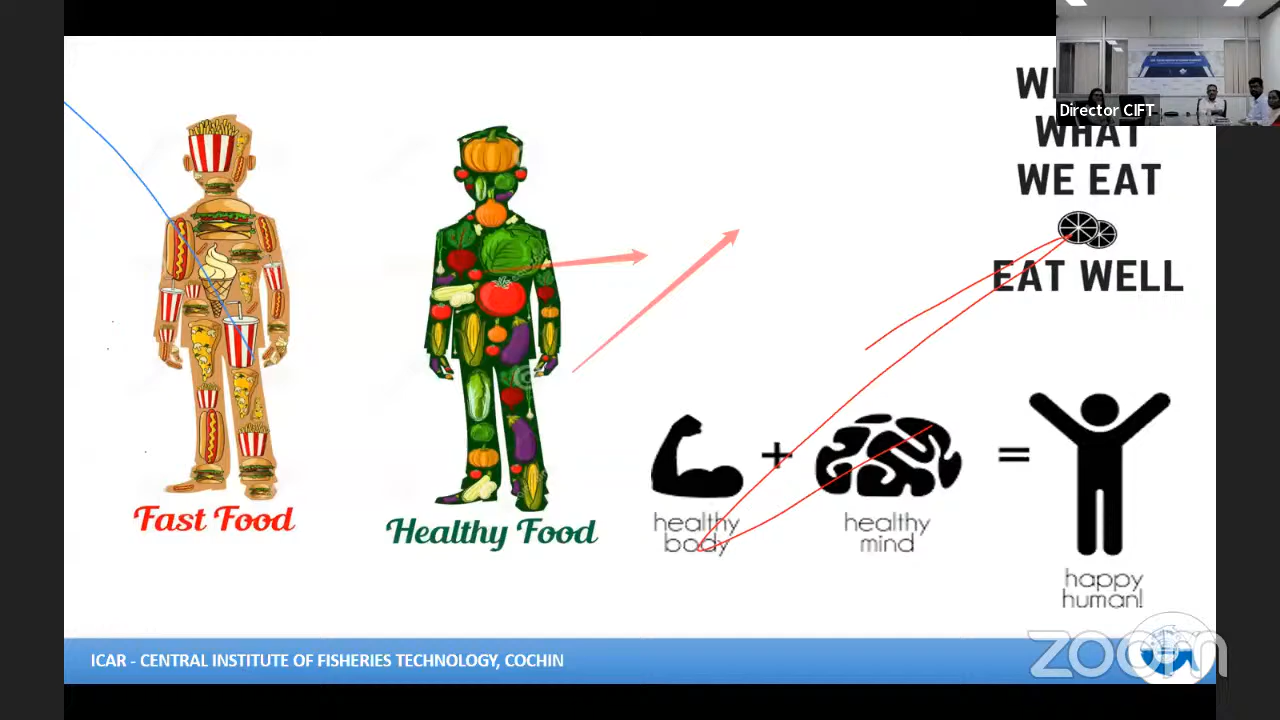 Director CIFT
WHAT
WE EAT
EAT WELL
Fast Food
Healthy Food
+
=
healthy
body
healthy
mind
happy
human!
ICAR - CENTRAL INSTITUTE OF FISHERIES TECHNOLOGY, COCHIN
zoom